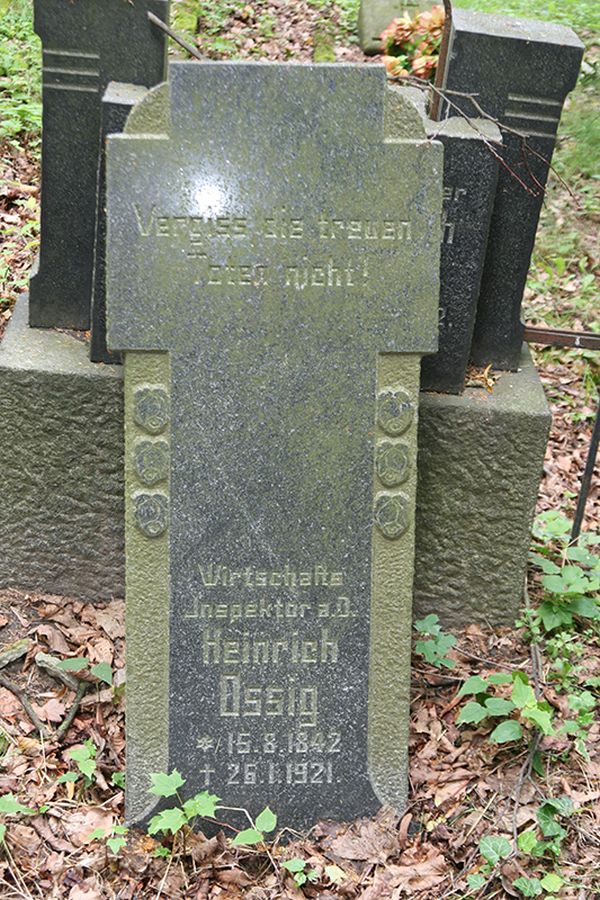 Vergiss die treuen
Toten nicht!
Wirtschafts
Inspektor a.D.
Heinrich
Ossig
* 15.8.1842
† 26.1.1921.